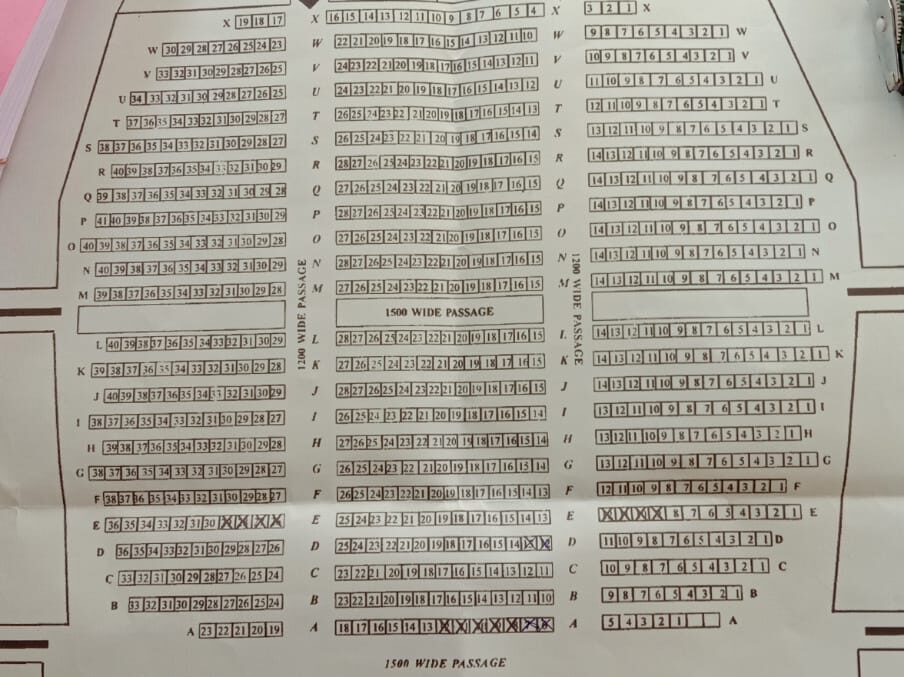 X 19 18 17 X 16 15 14 13 12 11 10 9 8 7 6 5 4 X 3 2 1 X
W 30 29 28 27 26 25 24 23 W 22 21 20 19 18 17 16 15 14 13 12 11 10 W 9 8 7 6 5 4 3 2 1 W
V 33 32 31 30 29 28 27 26 25 V 24 23 22 21 20 19 18 17 16 15 14 13 12 11 V 10 9 8 7 6 5 4 3 2 1 V
U 34 33 32 31 30 29 28 27 26 25 U 24 23 22 21 20 19 18 17 16 15 14 13 12 U 11 10 9 8 7 6 5 4 3 2 1 U
T 37 36 35 34 33 32 31 30 29 28 27 T 26 25 24 23 22 21 20 19 18 17 16 15 14 13 T 12 11 10 9 8 7 6 5 4 3 2 1 T
S 38 37 36 35 34 33 32 31 30 29 28 27 S 26 25 24 23 22 21 20 19 18 17 16 15 14 S 13 12 11 10 9 8 7 6 5 4 3 2 1 S
R 40 39 38 37 36 35 34 33 32 31 30 29 R 28 27 26 25 24 23 22 21 20 19 18 17 16 15 R 14 13 12 11 10 9 8 7 6 5 4 3 2 1 R
Q 39 38 37 36 35 34 33 32 31 30 29 28 Q 27 26 25 24 23 22 21 20 19 18 17 16 15 Q 14 13 12 11 10 9 8 7 6 5 4 3 2 1 Q
P 41 40 39 38 37 36 35 34 33 32 31 30 29 P 28 27 26 25 24 23 22 21 20 19 18 17 16 15 P 14 13 12 11 10 9 8 7 6 5 4 3 2 1 P
O 40 39 38 37 36 35 34 33 32 31 30 29 28 O 27 26 25 24 23 22 21 20 19 18 17 16 15 O 14 13 12 11 10 9 8 7 6 5 4 3 2 1 O
N 40 39 38 37 36 35 34 33 32 31 30 29 N 28 27 26 25 24 23 22 21 20 19 18 17 16 15 N 14 13 12 11 10 9 8 7 6 5 4 3 2 1 N
M 39 38 37 36 35 34 33 32 31 30 29 28 M 27 26 25 24 23 22 21 20 19 18 17 16 15 M 14 13 12 11 10 9 8 7 6 5 4 3 2 1 M
1200 WIDE PASSAGE
1500 WIDE PASSAGE
1200 WIDE PASSAGE
L 40 39 38 37 36 35 34 33 32 31 30 29 L 28 27 26 25 24 23 22 21 20 19 18 17 16 15 L 14 13 12 11 10 9 8 7 6 5 4 3 2 1 L
K 39 38 37 36 35 34 33 32 31 30 29 28 K 27 26 25 24 23 22 21 20 19 18 17 16 15 K 14 13 12 11 10 9 8 7 6 5 4 3 2 1 K
J 40 39 38 37 36 35 34 33 32 31 30 29 J 28 27 26 25 24 23 22 21 20 19 18 17 16 15 J 14 13 12 11 10 9 8 7 6 5 4 3 2 1 J
I 38 37 36 35 34 33 32 31 30 29 28 27 I 26 25 24 23 22 21 20 19 18 17 16 15 14 I 13 12 11 10 9 8 7 6 5 4 3 2 1 I
H 39 38 37 36 35 34 33 32 31 30 29 28 H 27 26 25 24 23 22 21 20 19 18 17 16 15 14 H 13 12 11 10 9 8 7 6 5 4 3 2 1 H
G 38 37 36 35 34 33 32 31 30 29 28 27 G 26 25 24 23 22 21 20 19 18 17 16 15 14 G 13 12 11 10 9 8 7 6 5 4 3 2 1 G
F 38 37 36 35 34 33 32 31 30 29 28 27 F 26 25 24 23 22 21 20 19 18 17 16 15 14 13 F 12 11 10 9 8 7 6 5 4 3 2 1 F
E 36 35 34 33 32 31 30 E 25 24 23 22 21 20 19 18 17 16 15 14 13 E 8 7 6 5 4 3 2 1 E
D 36 35 34 33 32 31 30 29 28 27 26 D 25 24 23 22 21 20 19 18 17 16 15 14 D 11 10 9 8 7 6 5 4 3 2 1 D
C 33 32 31 30 29 28 27 26 25 24 C 23 22 21 20 19 18 17 16 15 14 13 12 11 C 10 9 8 7 6 5 4 3 2 1 C
B 33 32 31 30 29 28 27 26 25 24 B 23 22 21 20 19 18 17 16 15 14 13 12 11 10 B 9 8 7 6 5 4 3 2 1 B
A 23 22 21 20 19 A 18 17 16 15 14 13 A 5 4 3 2 1 A
1500 WIDE PASSAGE